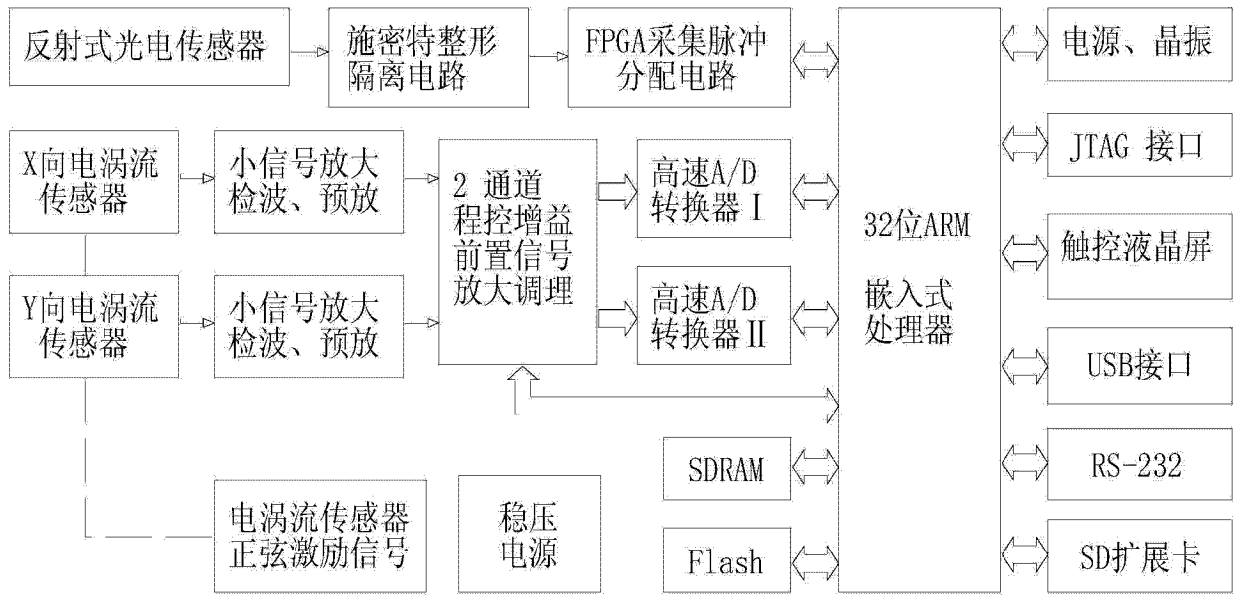 反射式光电传感器
施密特整形
隔离电路
FPGA采集脉冲
分配电路
电源、晶振
X向电涡流
传感器
小信号放大
检波、预放
2 通道
程控增益
前置信号
放大调理
高速A/D
转换器Ⅰ
JTAG 接口
32位ARM
嵌入式
处理器
触控液晶屏
Y向电涡流
传感器
小信号放大
检波、预放
高速A/D
转换器Ⅱ
USB接口
SDRAM
RS-232
电涡流传感器
正弦激励信号
稳压
电源
Flash
SD扩展卡